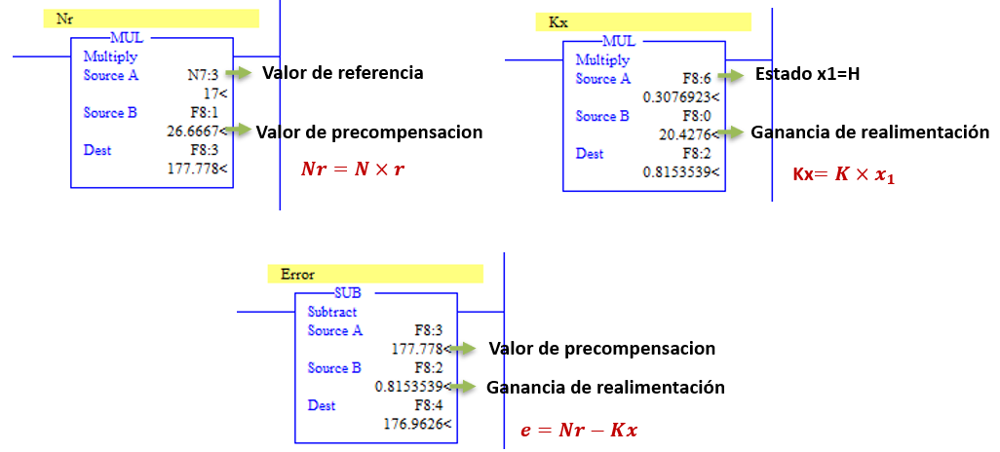 Nr
MUL
Multiply
Source A N7:3
17<
Source B F8:1
26.6667<
Dest F8:3
177.778<
Valor de referencia
Valor de precompensacion
Nr = N × r
Kx
MUL
Multiply
Source A F8:6
0.3076923<
Source B F8:0
20.4276<
Dest F8:2
0.8153539<
Estado x1=H
Ganancia de realimentación
Kx= K × x₁
Error
SUB
Subtract
Source A F8:3
177.778<
Source B F8:2
0.8153539<
Dest F8:4
176.9626<
Valor de precompensacion
Ganancia de realimentación
e = Nr − Kx